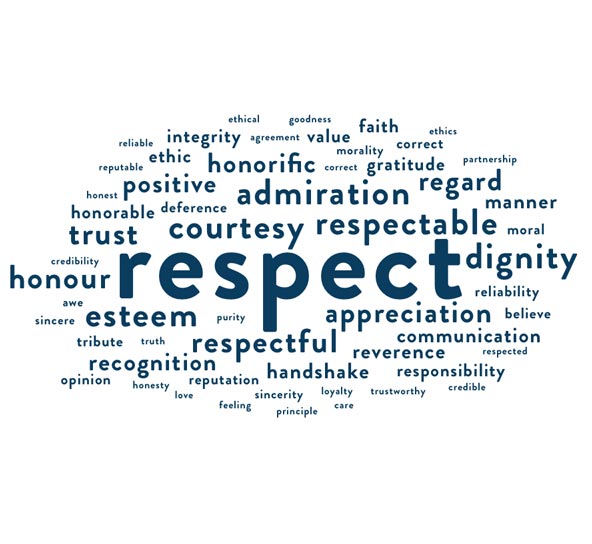 ethical goodness
reliable integrity agreement value faith ethics
reputable ethic honorific morality correct gratitude correct partnership
honest positive admiration regard manner
honorable deference courtesy respectable moral
trust
credibility honour respect dignity
awe reliability
sincere esteem purity appreciation believe
tribute truth respectful communication
recognition handshake reverence respected
opinion honesty reputation responsibility
love sincerity loyalty trustworthy credible
feeling principle care